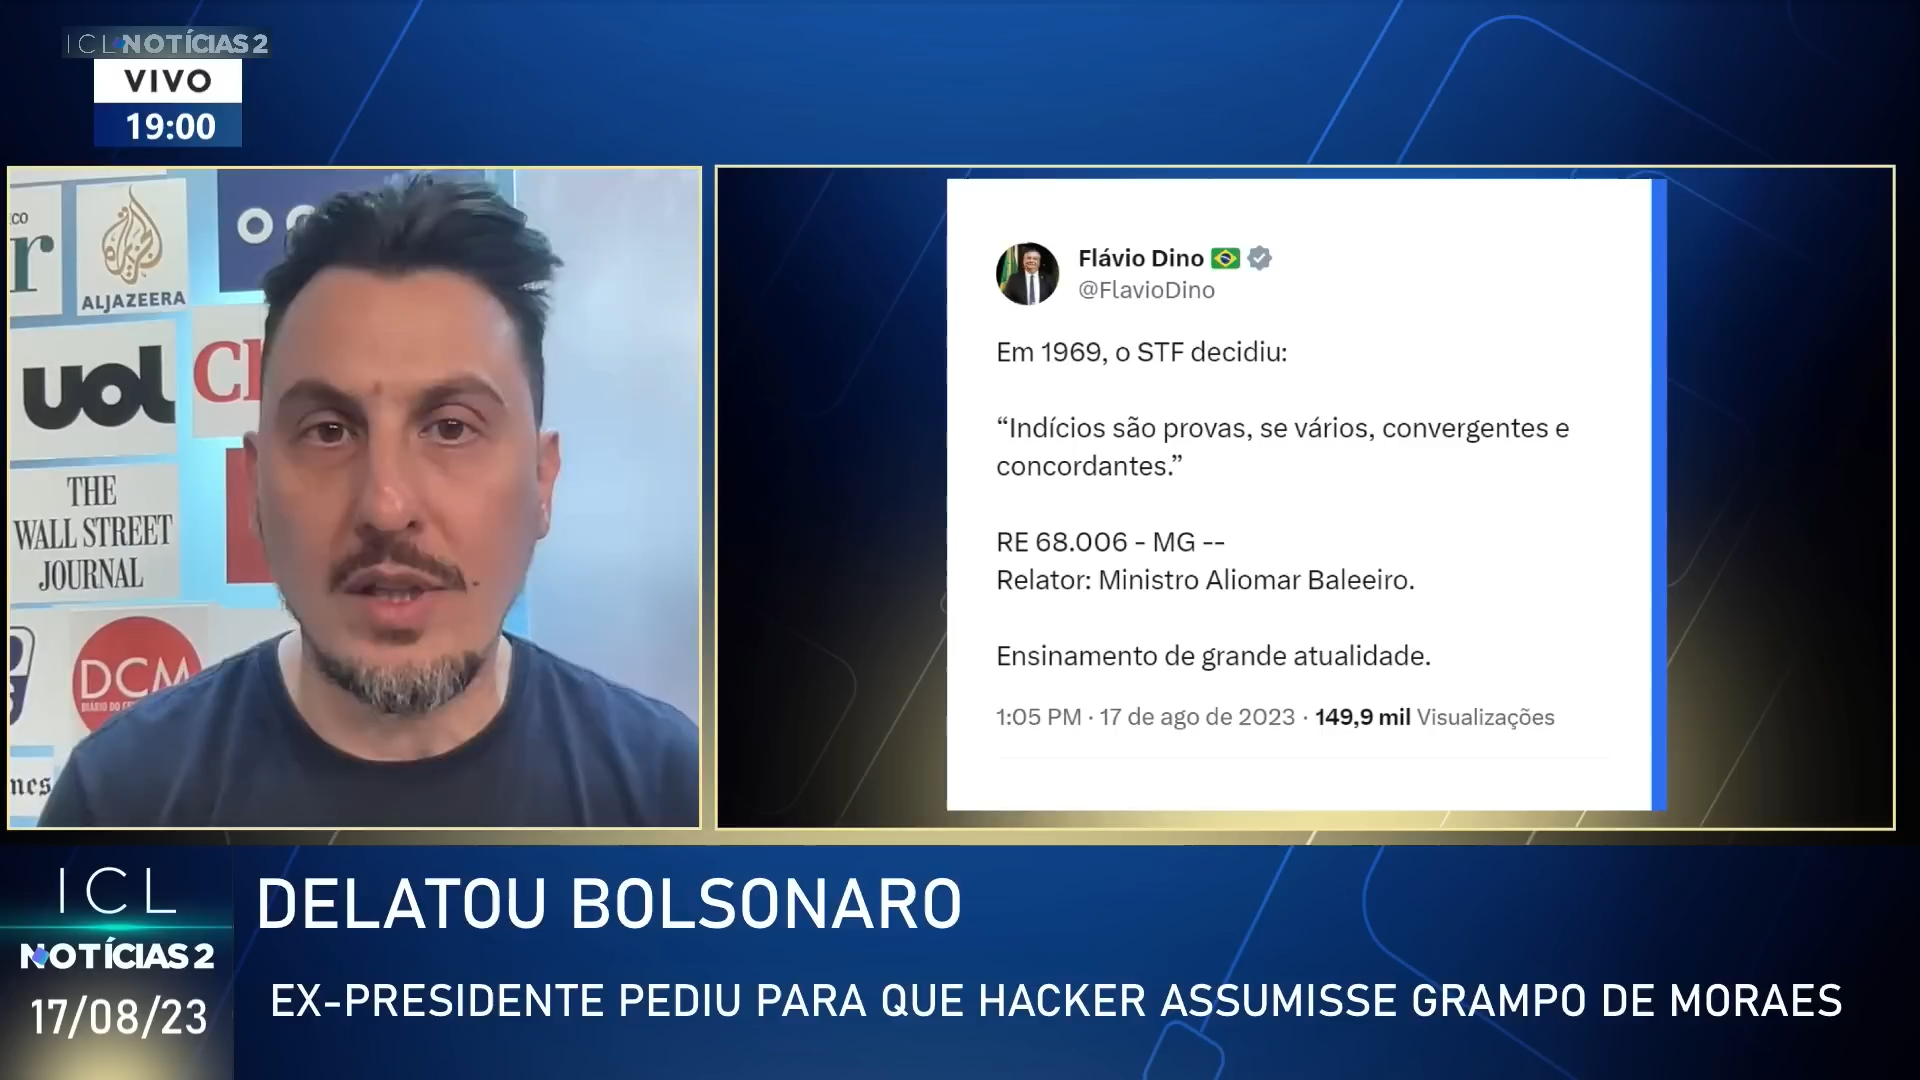 ICL NOTÍCIAS 2
VIVO
19:00
ALJAZEERA
uol
THE
WALL STREET
JOURNAL
DCM
Flávio Dino
@FlavioDino
Em 1969, o STF decidiu:
“Indícios são provas, se vários, convergentes e
concordantes.”
RE 68.006 - MG --
Relator: Ministro Aliomar Baleeiro.
Ensinamento de grande atualidade.
1:05 PM · 17 de ago de 2023 · 149,9 mil Visualizações
ICL
NOTÍCIAS 2
17/08/23
DELATOU BOLSONARO
EX-PRESIDENTE PEDIU PARA QUE HACKER ASSUMISSE GRAMPO DE MORAES